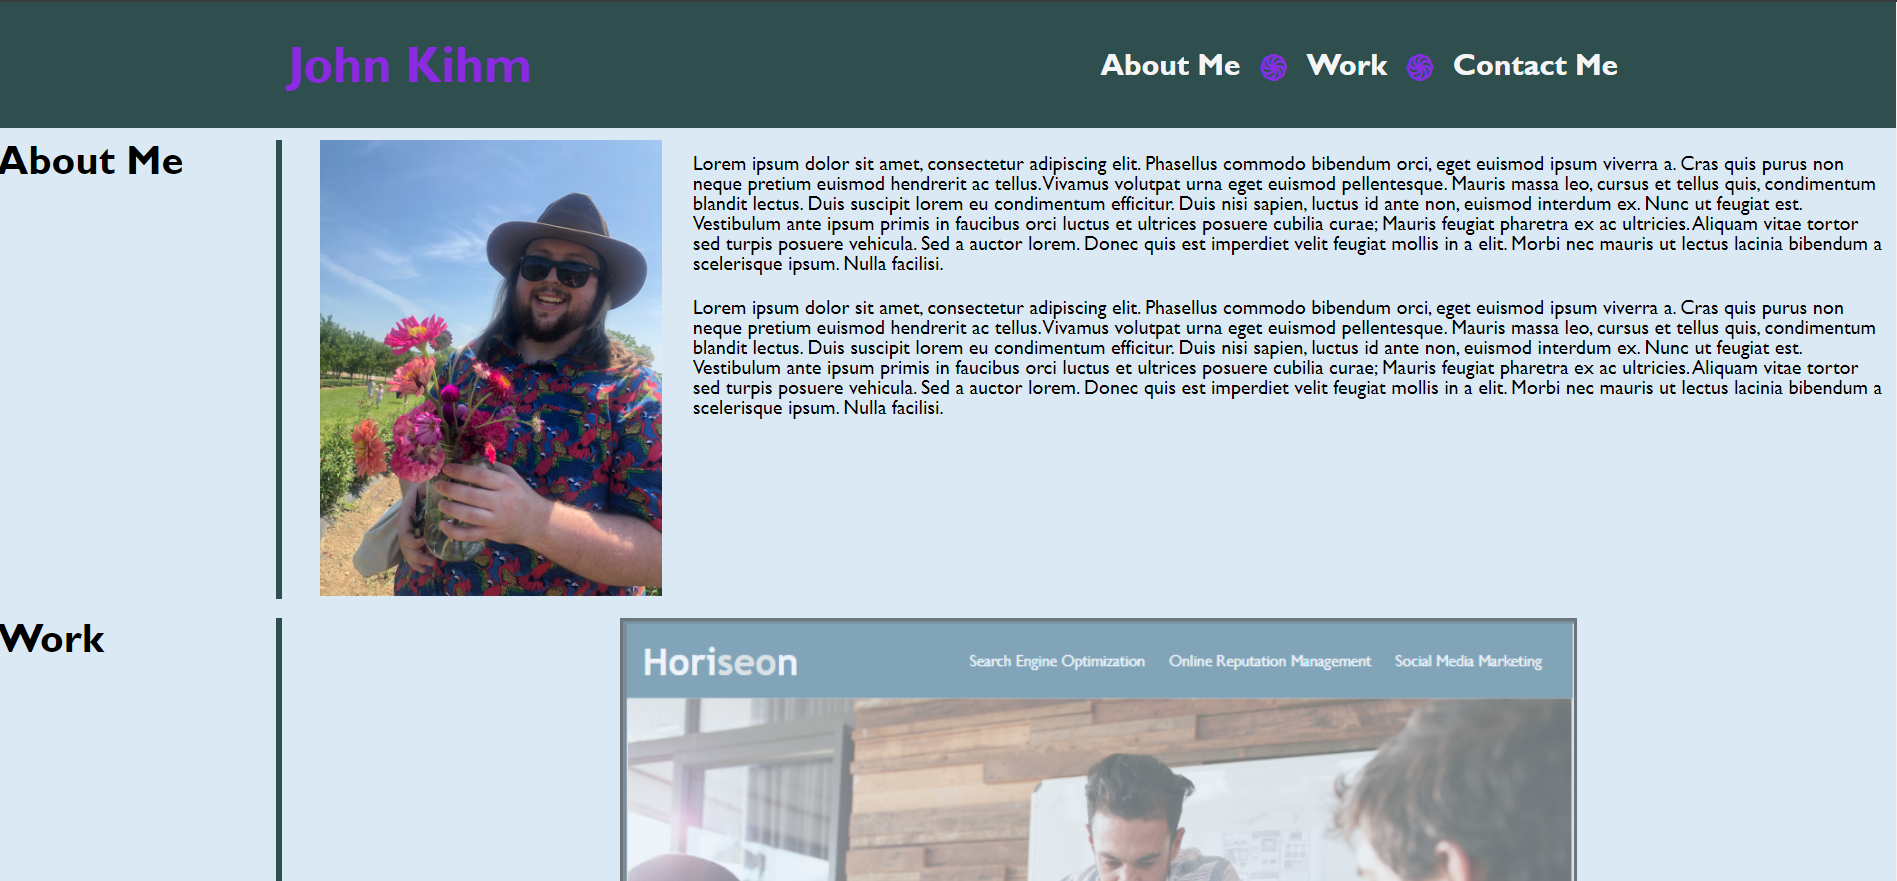 John Kihm
About Me Work Contact Me
About Me
Lorem ipsum dolor sit amet, consectetur adipiscing elit. Phasellus commodo bibendum orci, eget euismod ipsum viverra a. Cras quis purus non
neque pretium euismod hendrerit ac tellus. Vivamus volutpat urna eget euismod pellentesque. Mauris massa leo, cursus et tellus quis, condimentum
blandit lectus. Duis suscipit lorem eu condimentum efficitur. Duis nisi sapien, luctus id ante non, euismod interdum ex. Nunc ut feugiat est.
Vestibulum ante ipsum primis in faucibus orci luctus et ultrices posuere cubilia curae; Mauris feugiat pharetra ex ac ultricies. Aliquam vitae tortor
sed turpis posuere vehicula. Sed a auctor lorem. Donec quis est imperdiet velit feugiat mollis in a elit. Morbi nec mauris ut lectus lacinia bibendum a
scelerisque ipsum. Nulla facilisi.
Lorem ipsum dolor sit amet, consectetur adipiscing elit. Phasellus commodo bibendum orci, eget euismod ipsum viverra a. Cras quis purus non
neque pretium euismod hendrerit ac tellus. Vivamus volutpat urna eget euismod pellentesque. Mauris massa leo, cursus et tellus quis, condimentum
blandit lectus. Duis suscipit lorem eu condimentum efficitur. Duis nisi sapien, luctus id ante non, euismod interdum ex. Nunc ut feugiat est.
Vestibulum ante ipsum primis in faucibus orci luctus et ultrices posuere cubilia curae; Mauris feugiat pharetra ex ac ultricies. Aliquam vitae tortor
sed turpis posuere vehicula. Sed a auctor lorem. Donec quis est imperdiet velit feugiat mollis in a elit. Morbi nec mauris ut lectus lacinia bibendum a
scelerisque ipsum. Nulla facilisi.
Work
Horiseon
Search Engine Optimization Online Reputation Management Social Media Marketing